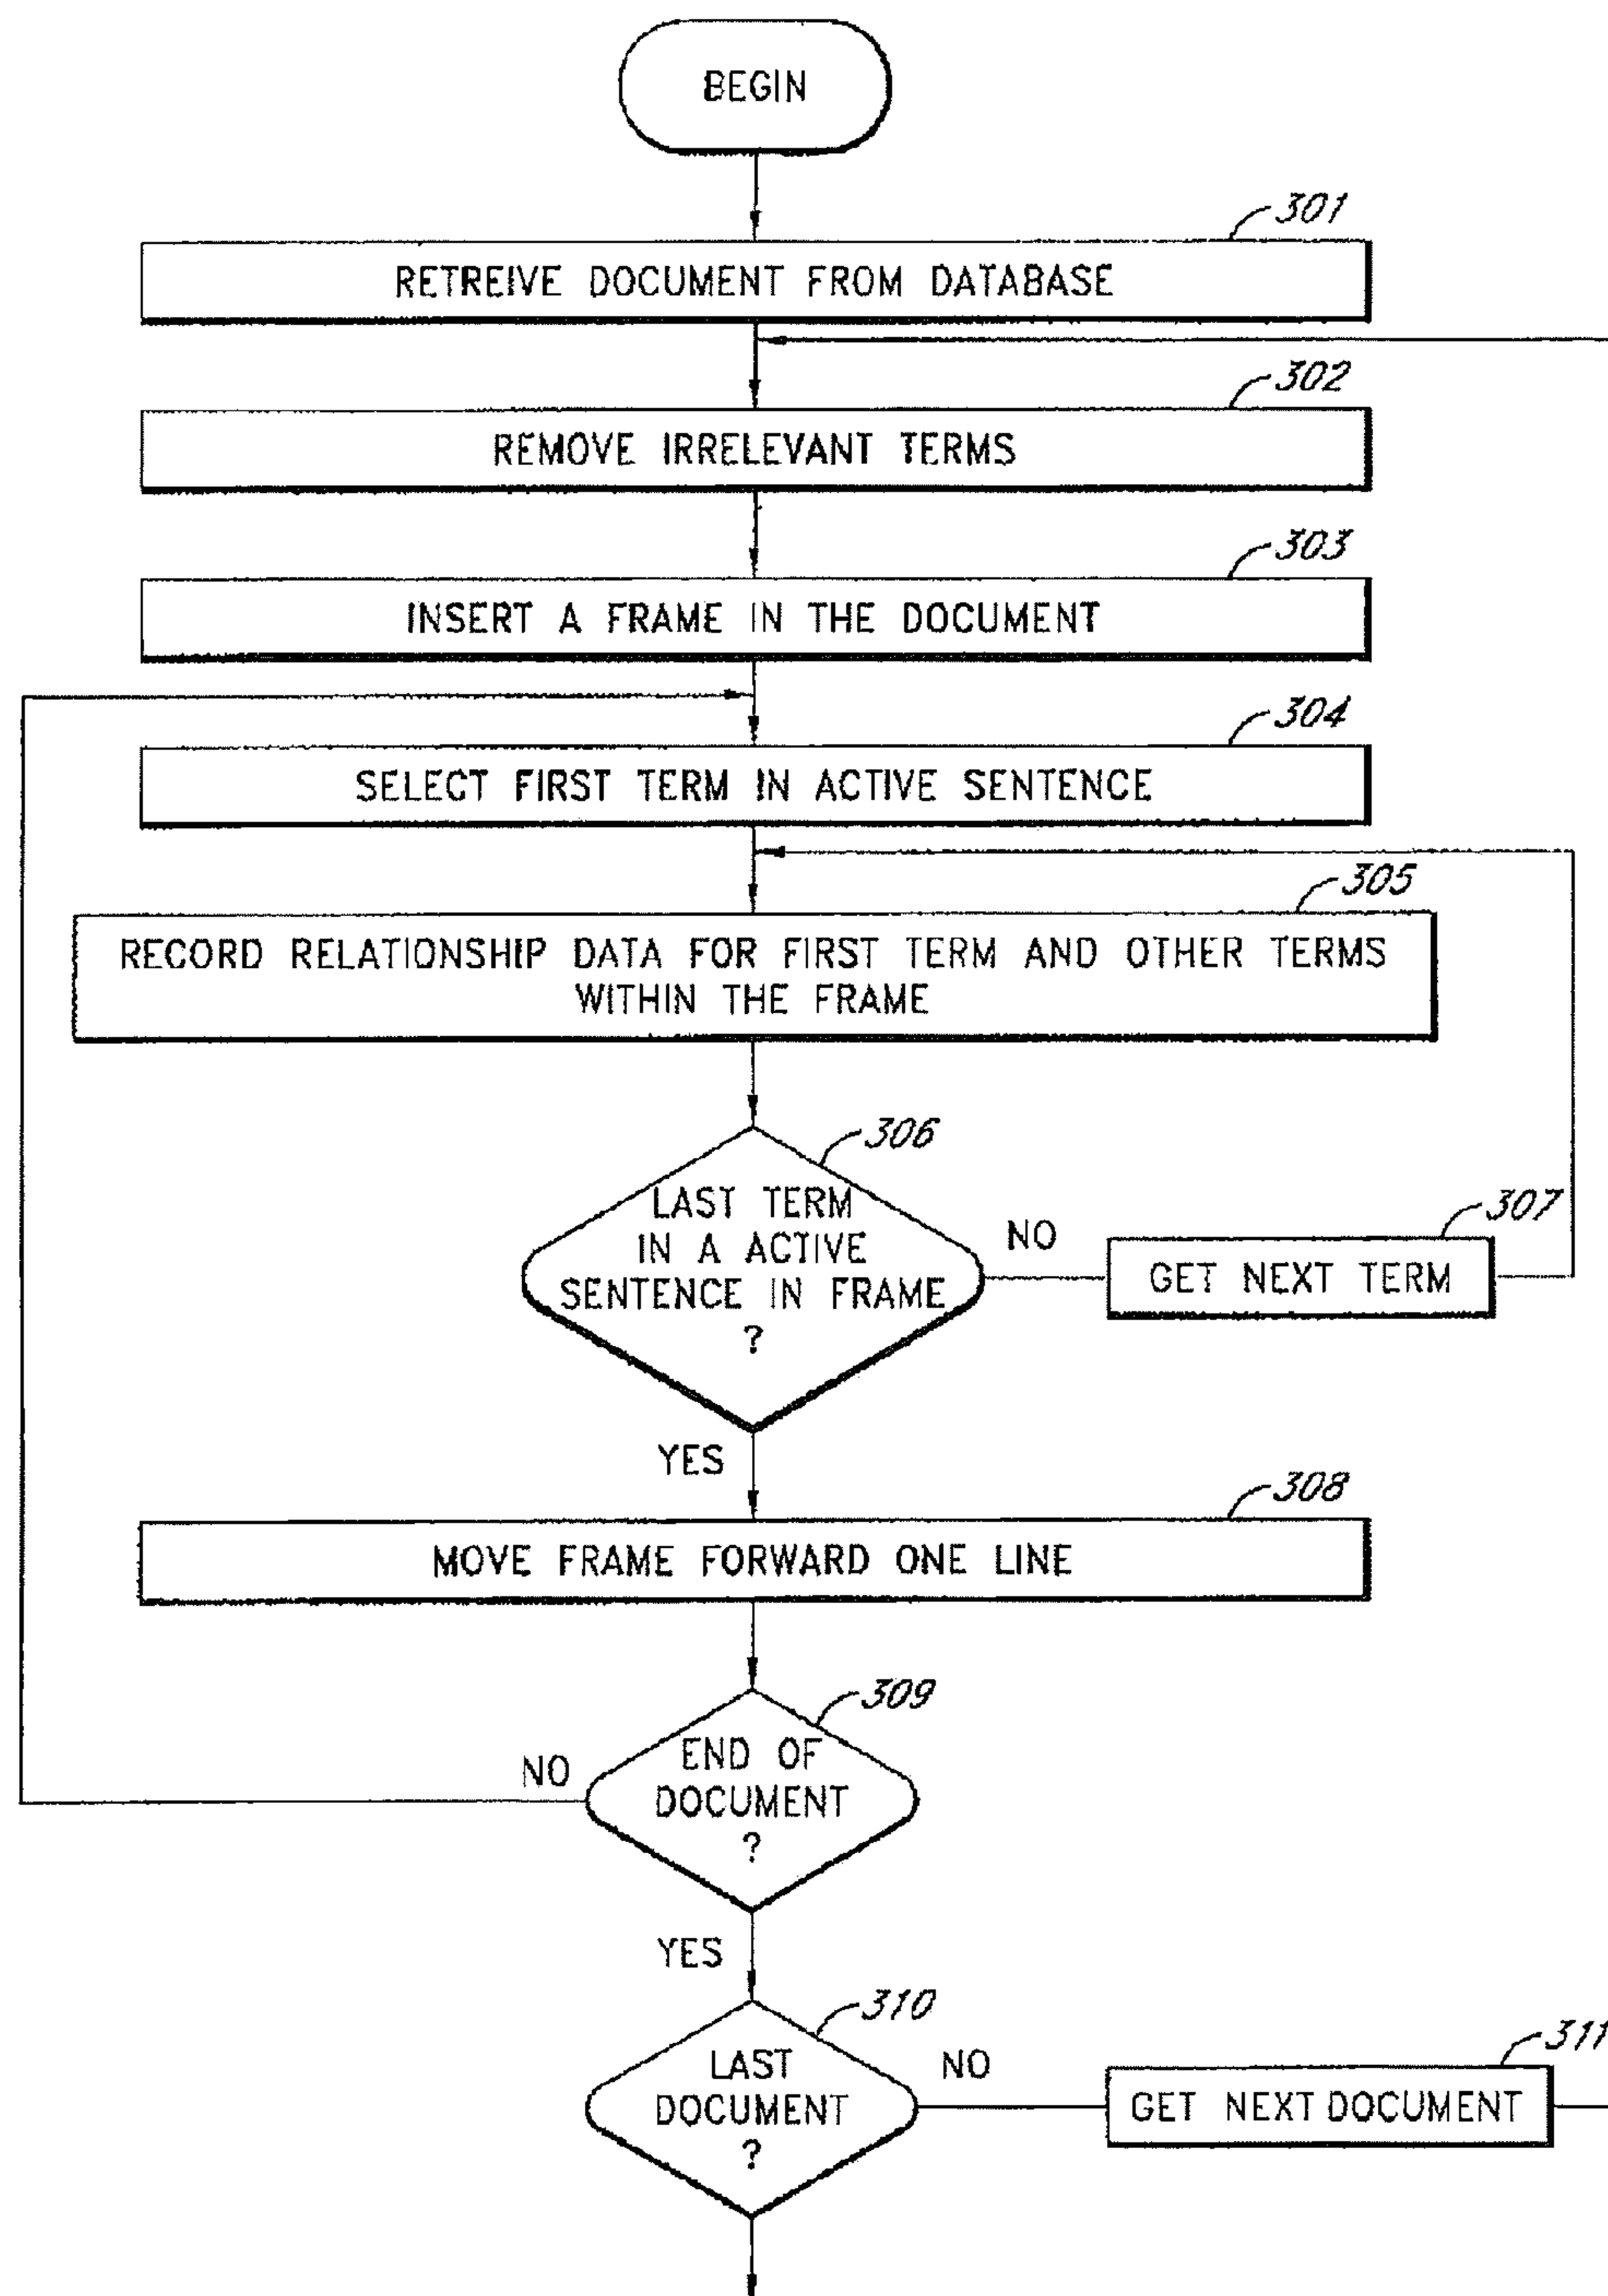 BEGIN
301
RETREIVE DOCUMENT FROM DATABASE
302
REMOVE IRRELEVANT TERMS
303
INSERT A FRAME IN THE DOCUMENT
304
SELECT FIRST TERM IN ACTIVE SENTENCE
305
RECORD RELATIONSHIP DATA FOR FIRST TERM AND OTHER TERMS
WITHIN THE FRAME
306
LAST TERM
IN A ACTIVE
SENTENCE IN FRAME
?
NO
307
GET NEXT TERM
YES
308
MOVE FRAME FORWARD ONE LINE
309
END OF
DOCUMENT
?
NO
YES
310
LAST
DOCUMENT
?
NO
311
GET NEXT DOCUMENT